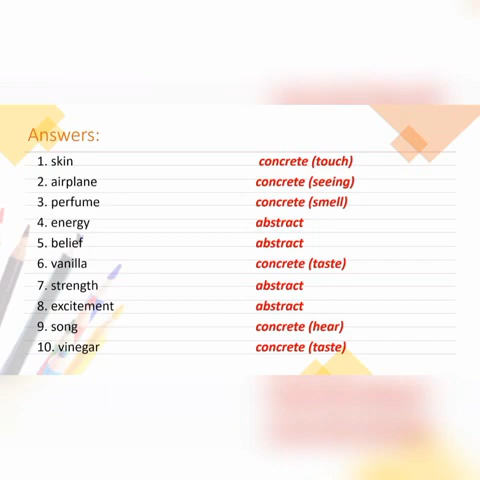 Answers:
1. skin concrete (touch)
2. airplane concrete (seeing)
3. perfume concrete (smell)
4. energy abstract
5. belief abstract
6. vanilla concrete (taste)
7. strength abstract
8. excitement abstract
9. song concrete (hear)
10. vinegar concrete (taste)